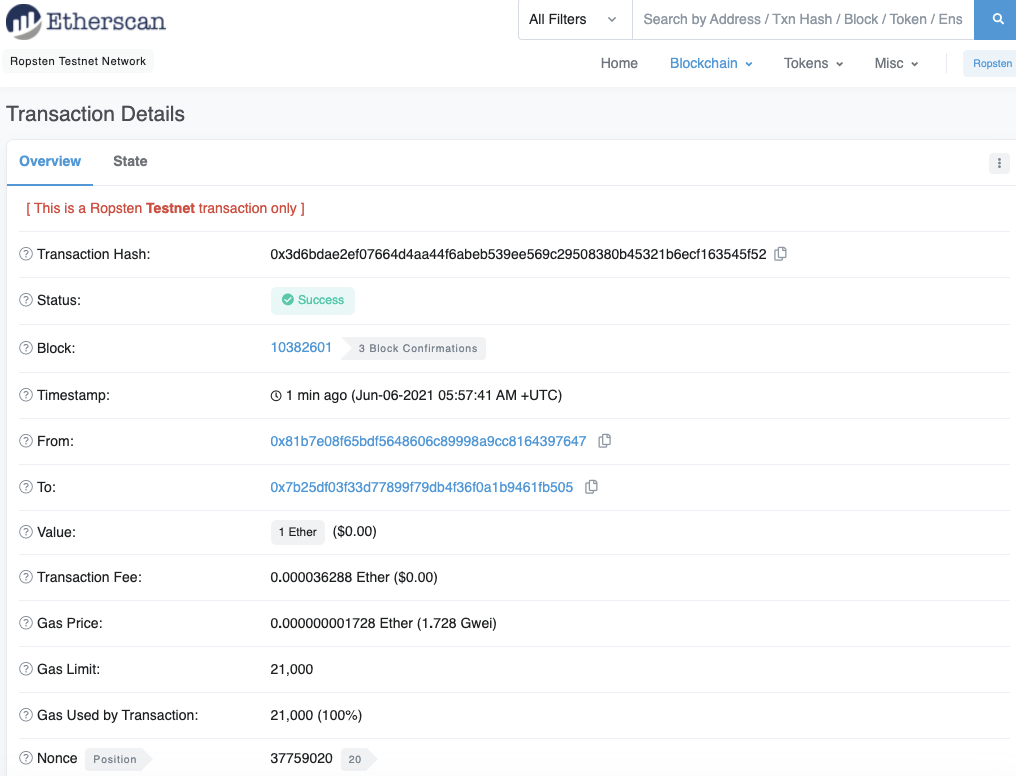 Etherscan
All Filters
Search by Address / Txn Hash / Block / Token / Ens
Ropsten Testnet Network
Home Blockchain Tokens Misc Ropsten
Transaction Details
Overview State
[ This is a Ropsten Testnet transaction only ]
Transaction Hash: 0x3d6bdae2ef07664d4aa44f6abeb539ee569c29508380b45321b6ecf163545f52
Status: Success
Block: 10382601 3 Block Confirmations
Timestamp: 1 min ago (Jun-06-2021 05:57:41 AM +UTC)
From: 0x81b7e08f65bdf5648606c89998a9cc8164397647
To: 0x7b25df03f33d77899f79db4f36f0a1b9461fb505
Value: 1 Ether ($0.00)
Transaction Fee: 0.000036288 Ether ($0.00)
Gas Price: 0.000000001728 Ether (1.728 Gwei)
Gas Limit: 21,000
Gas Used by Transaction: 21,000 (100%)
Nonce Position 37759020 20